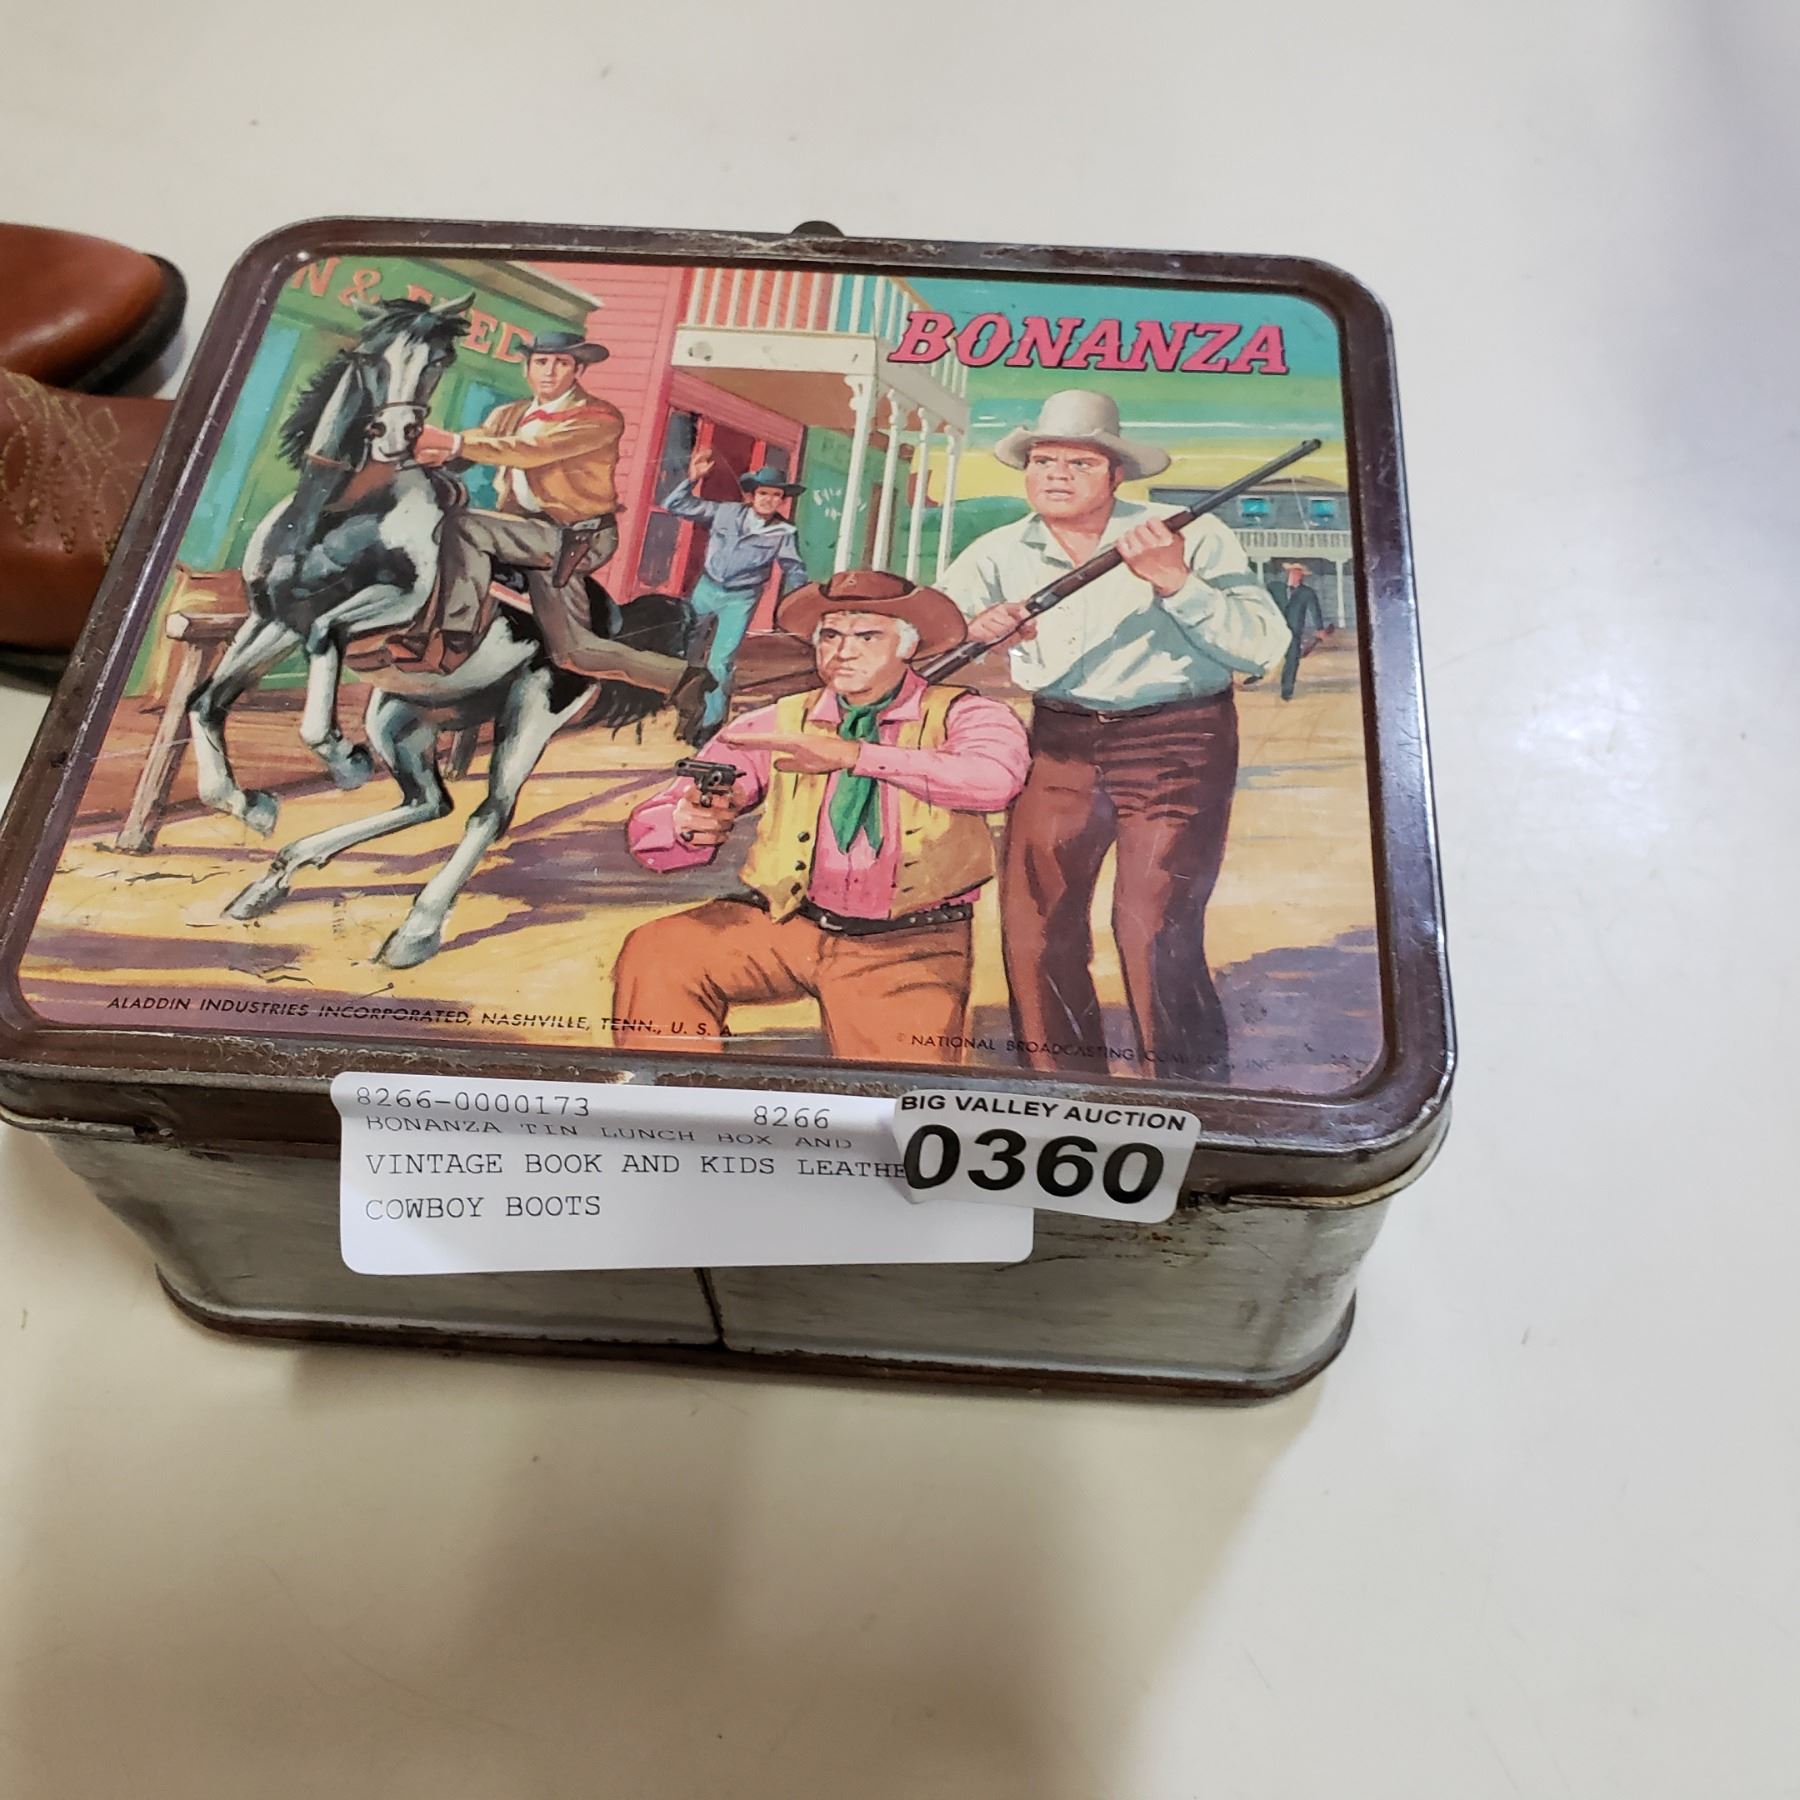 N & FEED
BONANZA
ALADDIN INDUSTRIES INCORPORATED, NASHVILLE, TENN., U. S. A.
© NATIONAL BROADCASTING COMPANY, INC
8266-0000173 8266
BONANZA TIN LUNCH BOX AND
VINTAGE BOOK AND KIDS LEATHE
COWBOY BOOTS
BIG VALLEY AUCTION
0360